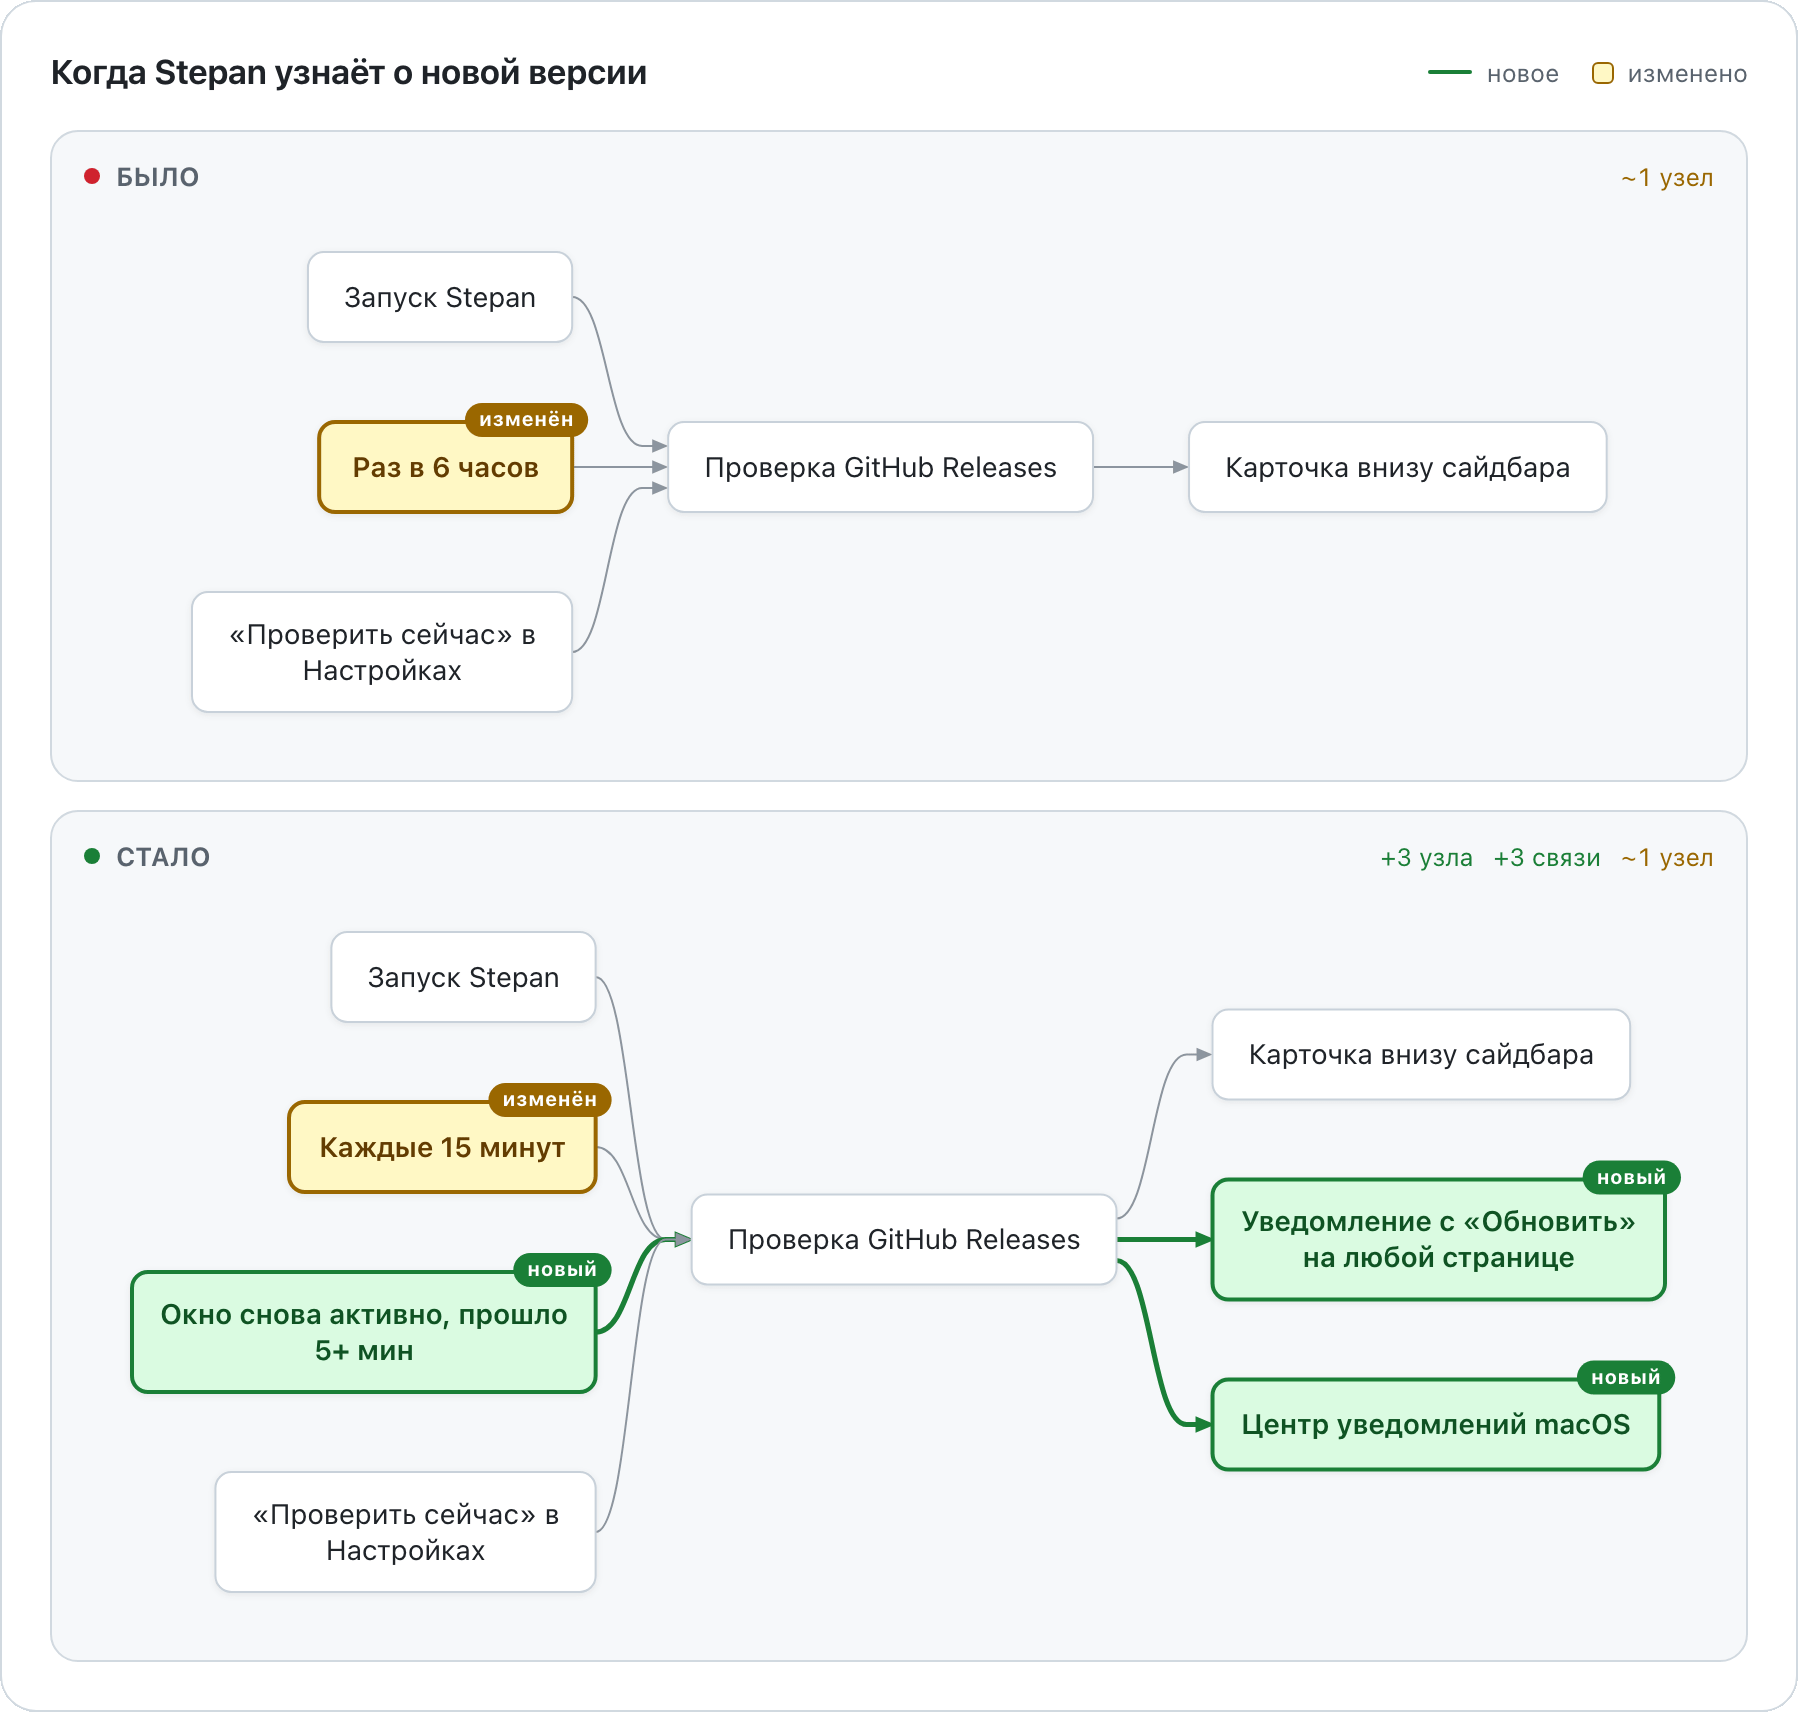 Когда Stepan узнаёт о новой версии
новое
изменено
БЫЛО
~1 узел
Запуск Stepan
изменён
Раз в 6 часов
Проверка GitHub Releases
Карточка внизу сайдбара
«Проверить сейчас» в
Настройках
СТАЛО
+3 узла
+3 связи
~1 узел
Запуск Stepan
Карточка внизу сайдбара
изменён
Каждые 15 минут
новый
Уведомление с «Обновить»
на любой странице
Проверка GitHub Releases
новый
Окно снова активно, прошло
5+ мин
новый
Центр уведомлений macOS
«Проверить сейчас» в
Настройках